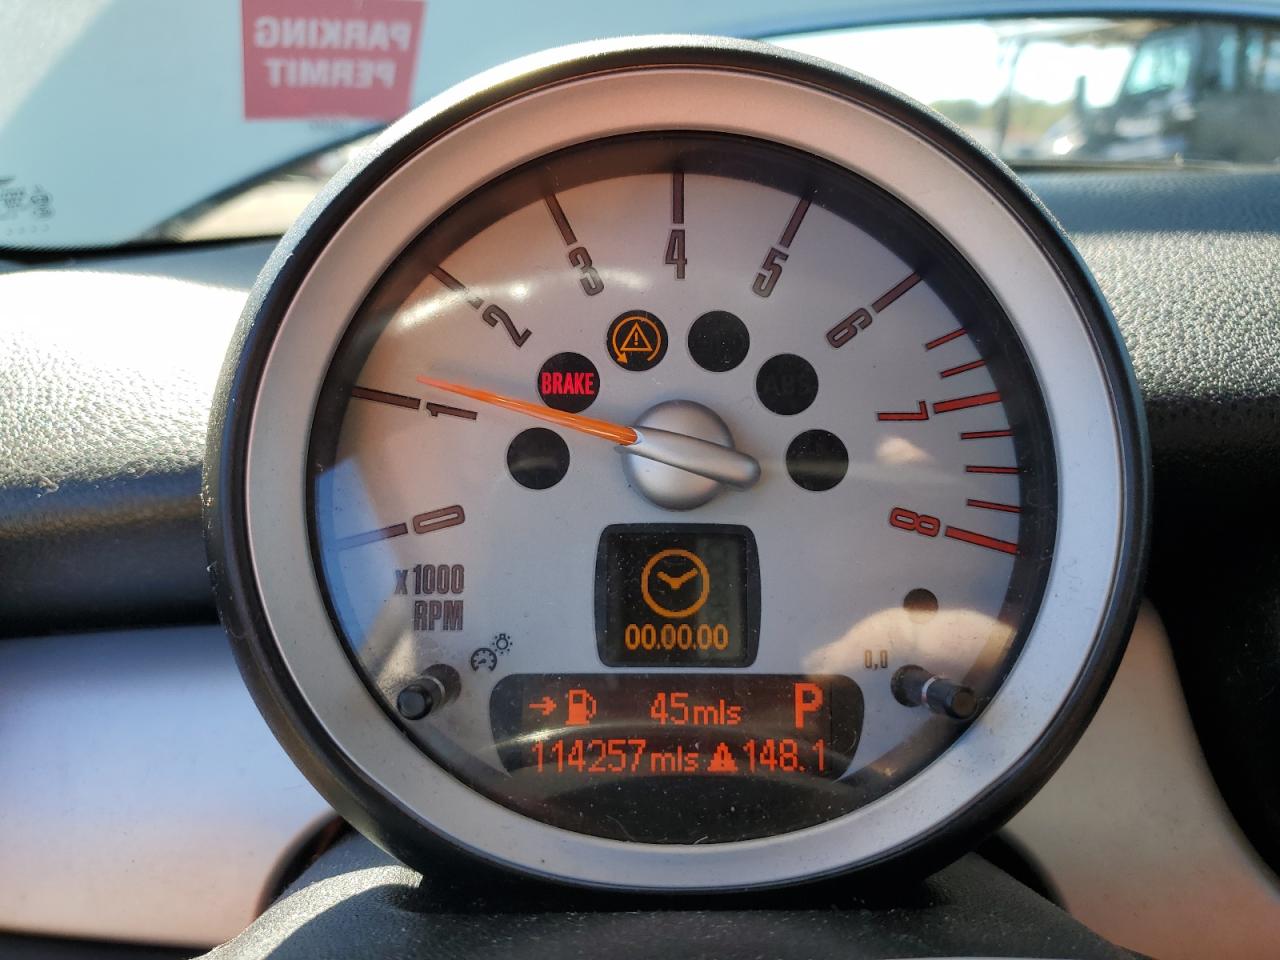 PARKING
PERMIT
0
1
2
3
4
5
6
7
8
x1000
RPM
BRAKE
00.00.00
0,0
45mls P
114257mls 148.1